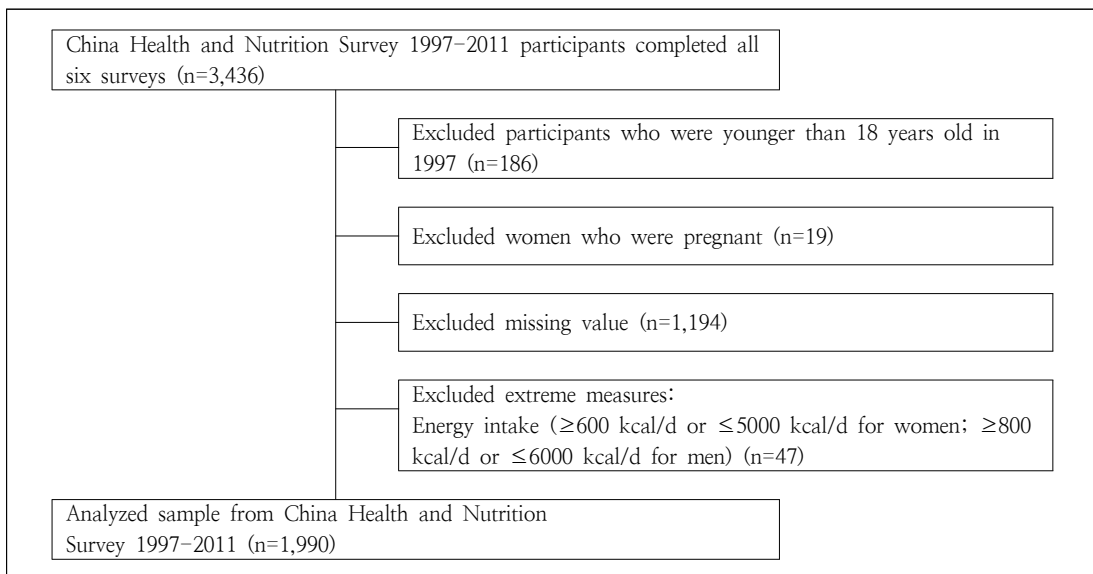 China Health and Nutrition Survey 1997-2011 participants completed all
six surveys (n=3,436)
Excluded participants who were younger than 18 years old in
1997 (n=186)
Excluded women who were pregnant (n=19)
Excluded missing value (n=1,194)
Excluded extreme measures:
Energy intake (≥600 kcal/d or ≤5000 kcal/d for women; ≥800
kcal/d or ≤6000 kcal/d for men) (n=47)
Analyzed sample from China Health and Nutrition
Survey 1997-2011 (n=1,990)